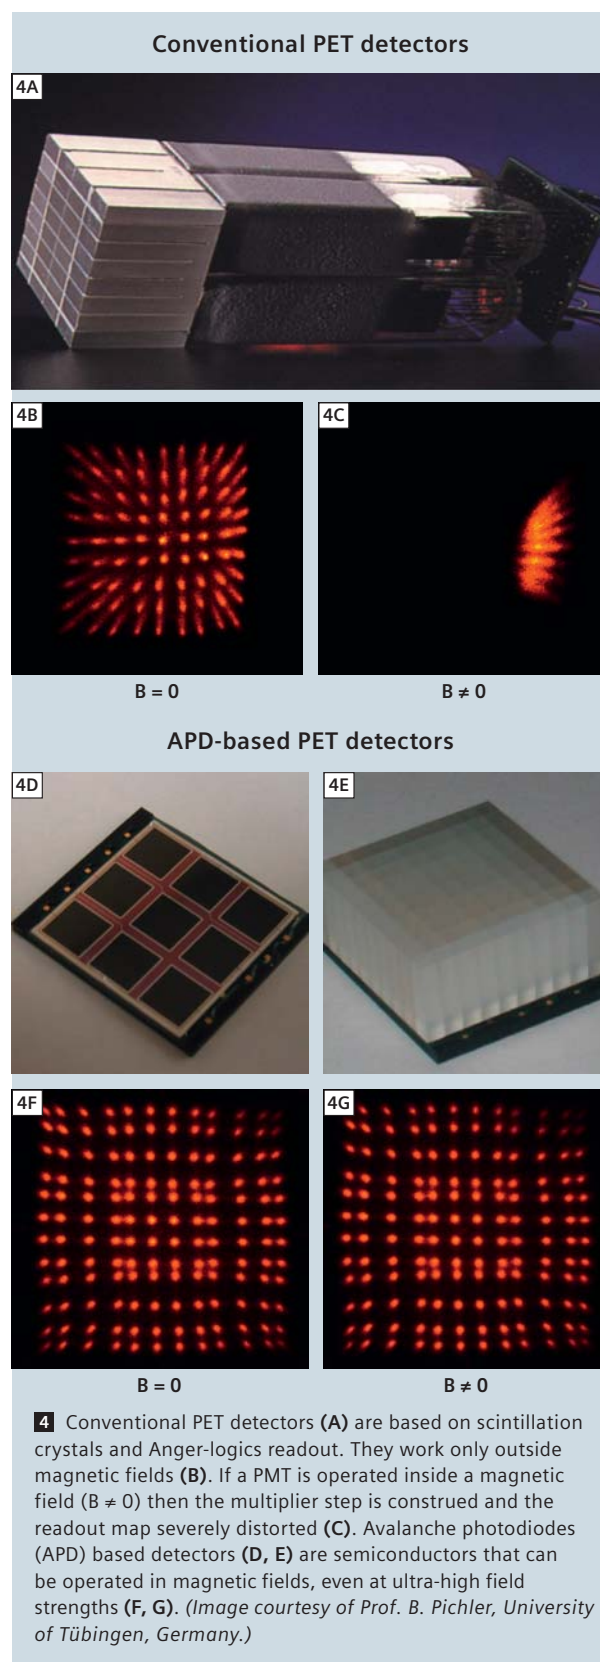 Conventional PET detectors
4A
4B
4C
B = 0
B ≠ 0
APD-based PET detectors
4D
4E
4F
4G
B = 0
B ≠ 0
4 Conventional PET detectors (A) are based on scintillation
crystals and Anger-logics readout. They work only outside
magnetic fields (B). If a PMT is operated inside a magnetic
field (B ≠ 0) then the multiplier step is construed and the
readout map severely distorted (C). Avalanche photodiodes
(APD) based detectors (D, E) are semiconductors that can
be operated in magnetic fields, even at ultra-high field
strengths (F, G). (Image courtesy of Prof. B. Pichler, University
of Tübingen, Germany.)